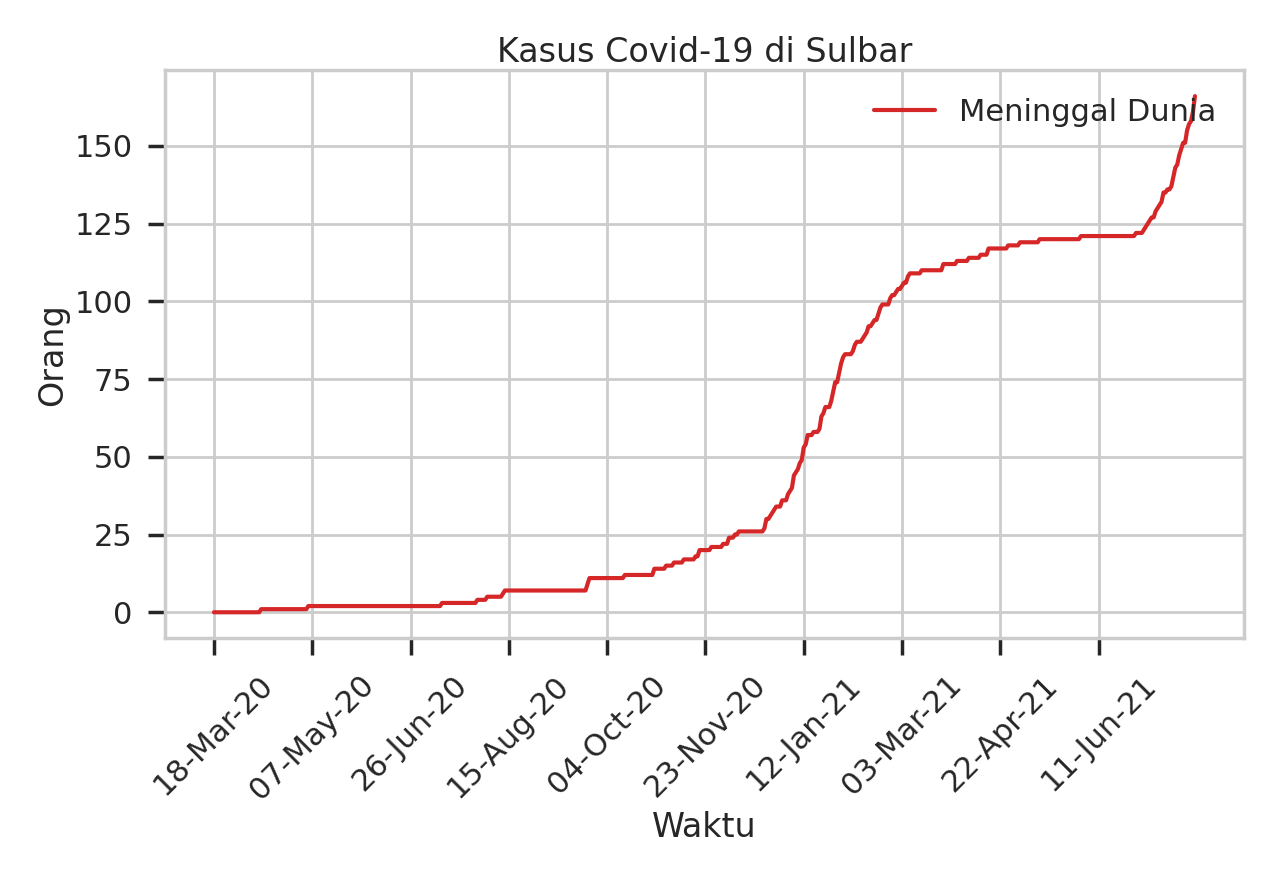 Kasus Covid-19 di Sulbar
Meninggal Dunia
Orang
150
125
100
75
50
25
0
18-Mar-20
07-May-20
26-Jun-20
15-Aug-20
04-Oct-20
23-Nov-20
12-Jan-21
03-Mar-21
22-Apr-21
11-Jun-21
Waktu